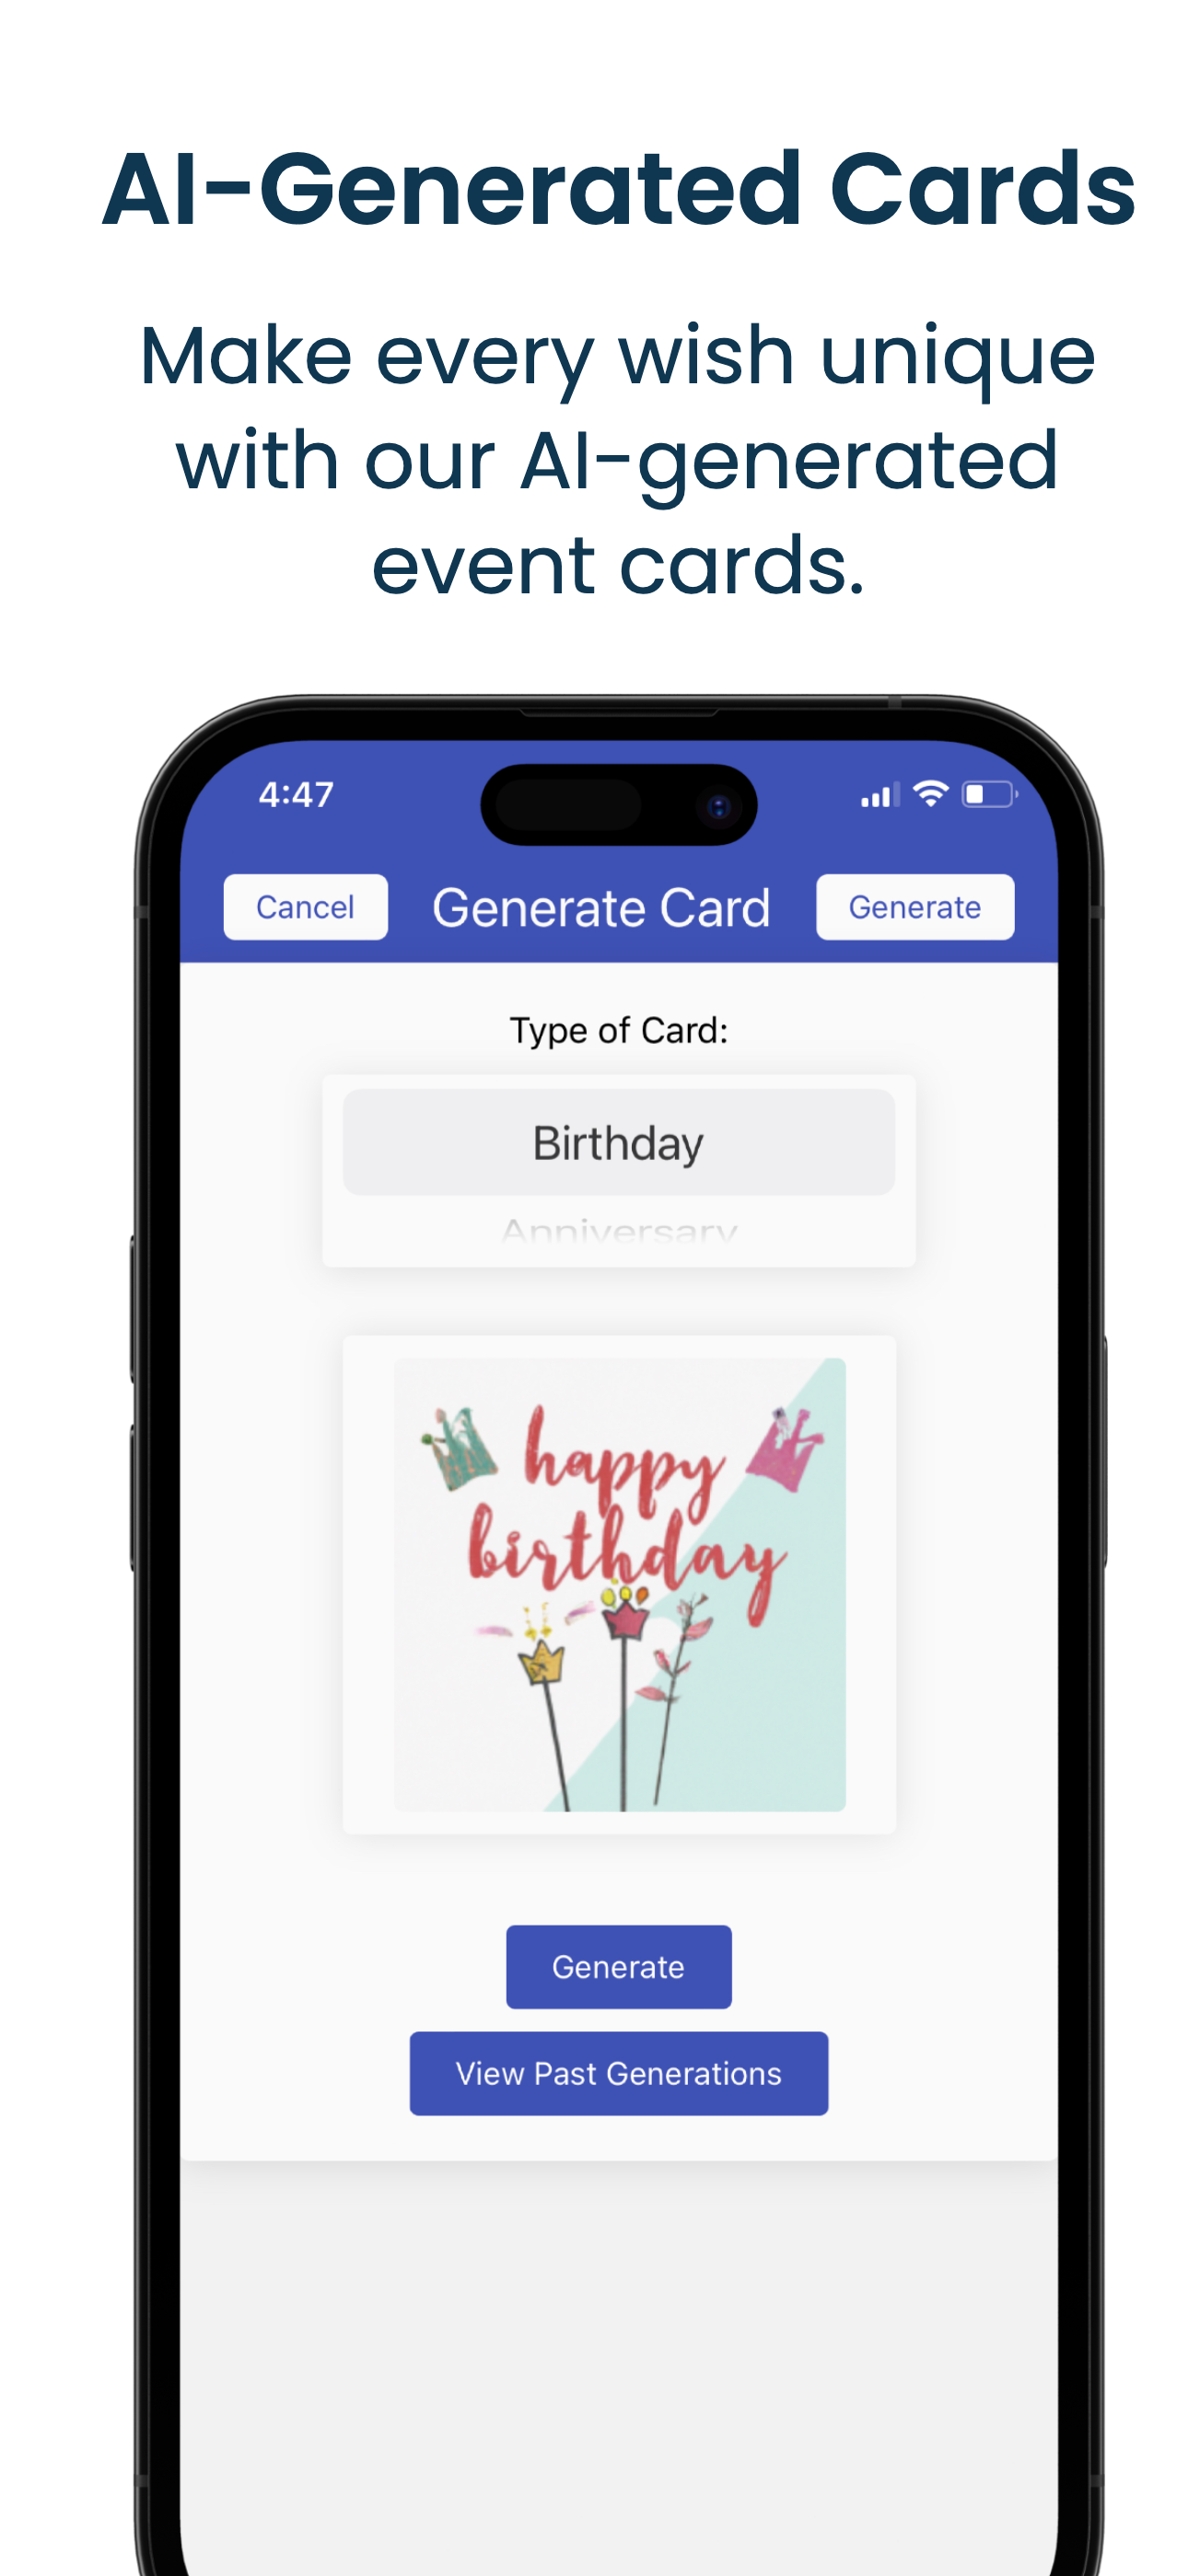 AI-Generated Cards
Make every wish unique
with our AI-generated
event cards.
4:47
Cancel
Generate Card
Generate
Type of Card:
Birthday
Anniversary
happy
birthday
Generate
View Past Generations